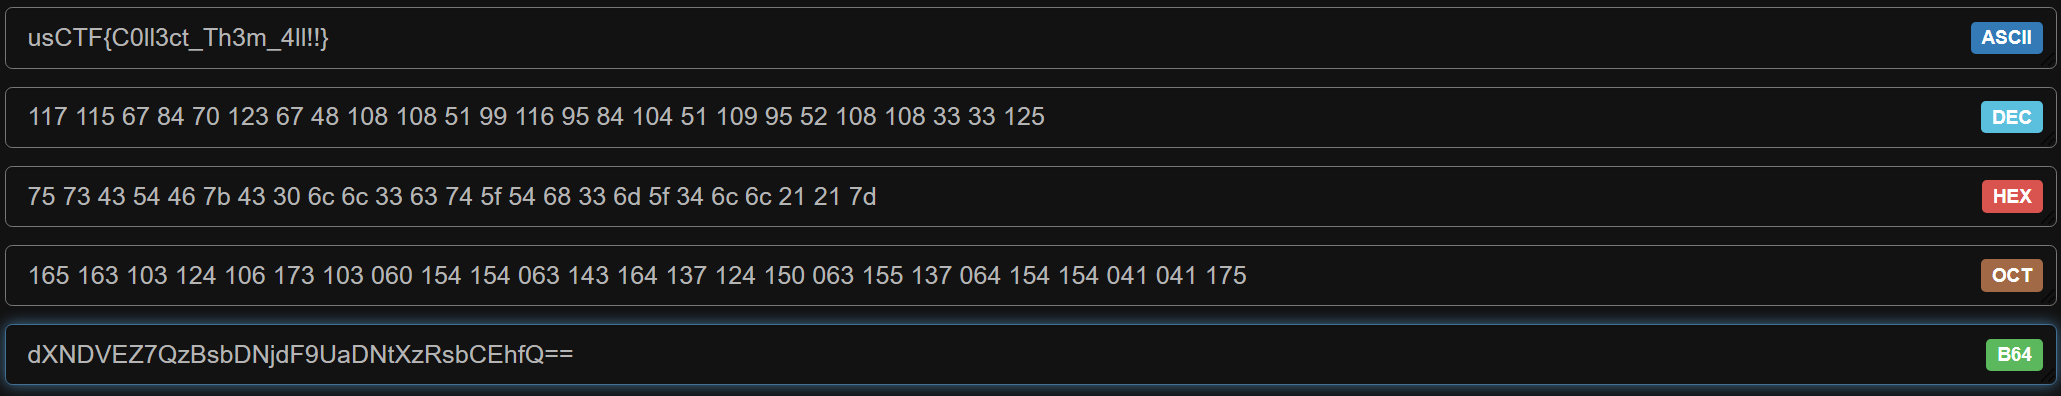 usCTF{C0ll3ct_Th3m_4ll!!} ASCII
117 115 67 84 70 123 67 48 108 108 51 99 116 95 84 104 51 109 95 52 108 108 33 33 125 DEC
75 73 43 54 46 7b 43 30 6c 6c 33 63 74 5f 54 68 33 6d 5f 34 6c 6c 21 21 7d HEX
165 163 103 124 106 173 103 060 154 154 063 143 164 137 124 150 063 155 137 064 154 154 041 041 175 OCT
dXNDVEZ7QzBsbDNjdF9UaDNtXzRsbCEhfQ== B64